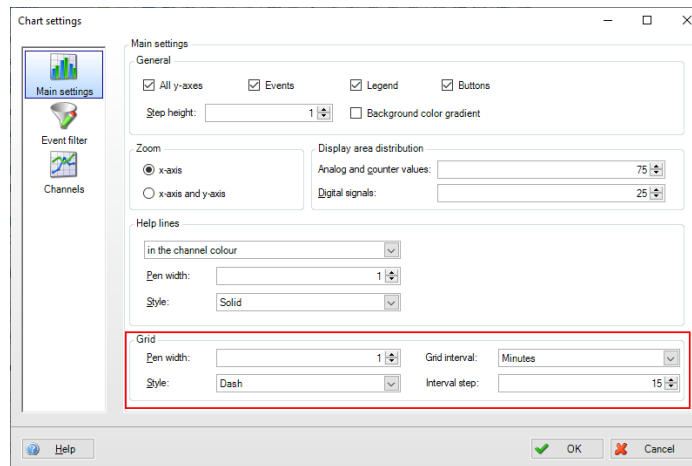 Chart settings
Main settings
Event filter
Channels
Main settings
General
All y-axes Events Legend Buttons
Step height: 1 Background color gradient
Zoom
x-axis
x-axis and y-axis
Display area distribution
Analog and counter values: 75
Digital signals: 25
Help lines
in the channel colour
Pen width: 1
Style: Solid
Grid
Pen width: 1 Grid interval: Minutes
Style: Dash Interval step: 15
Help OK Cancel